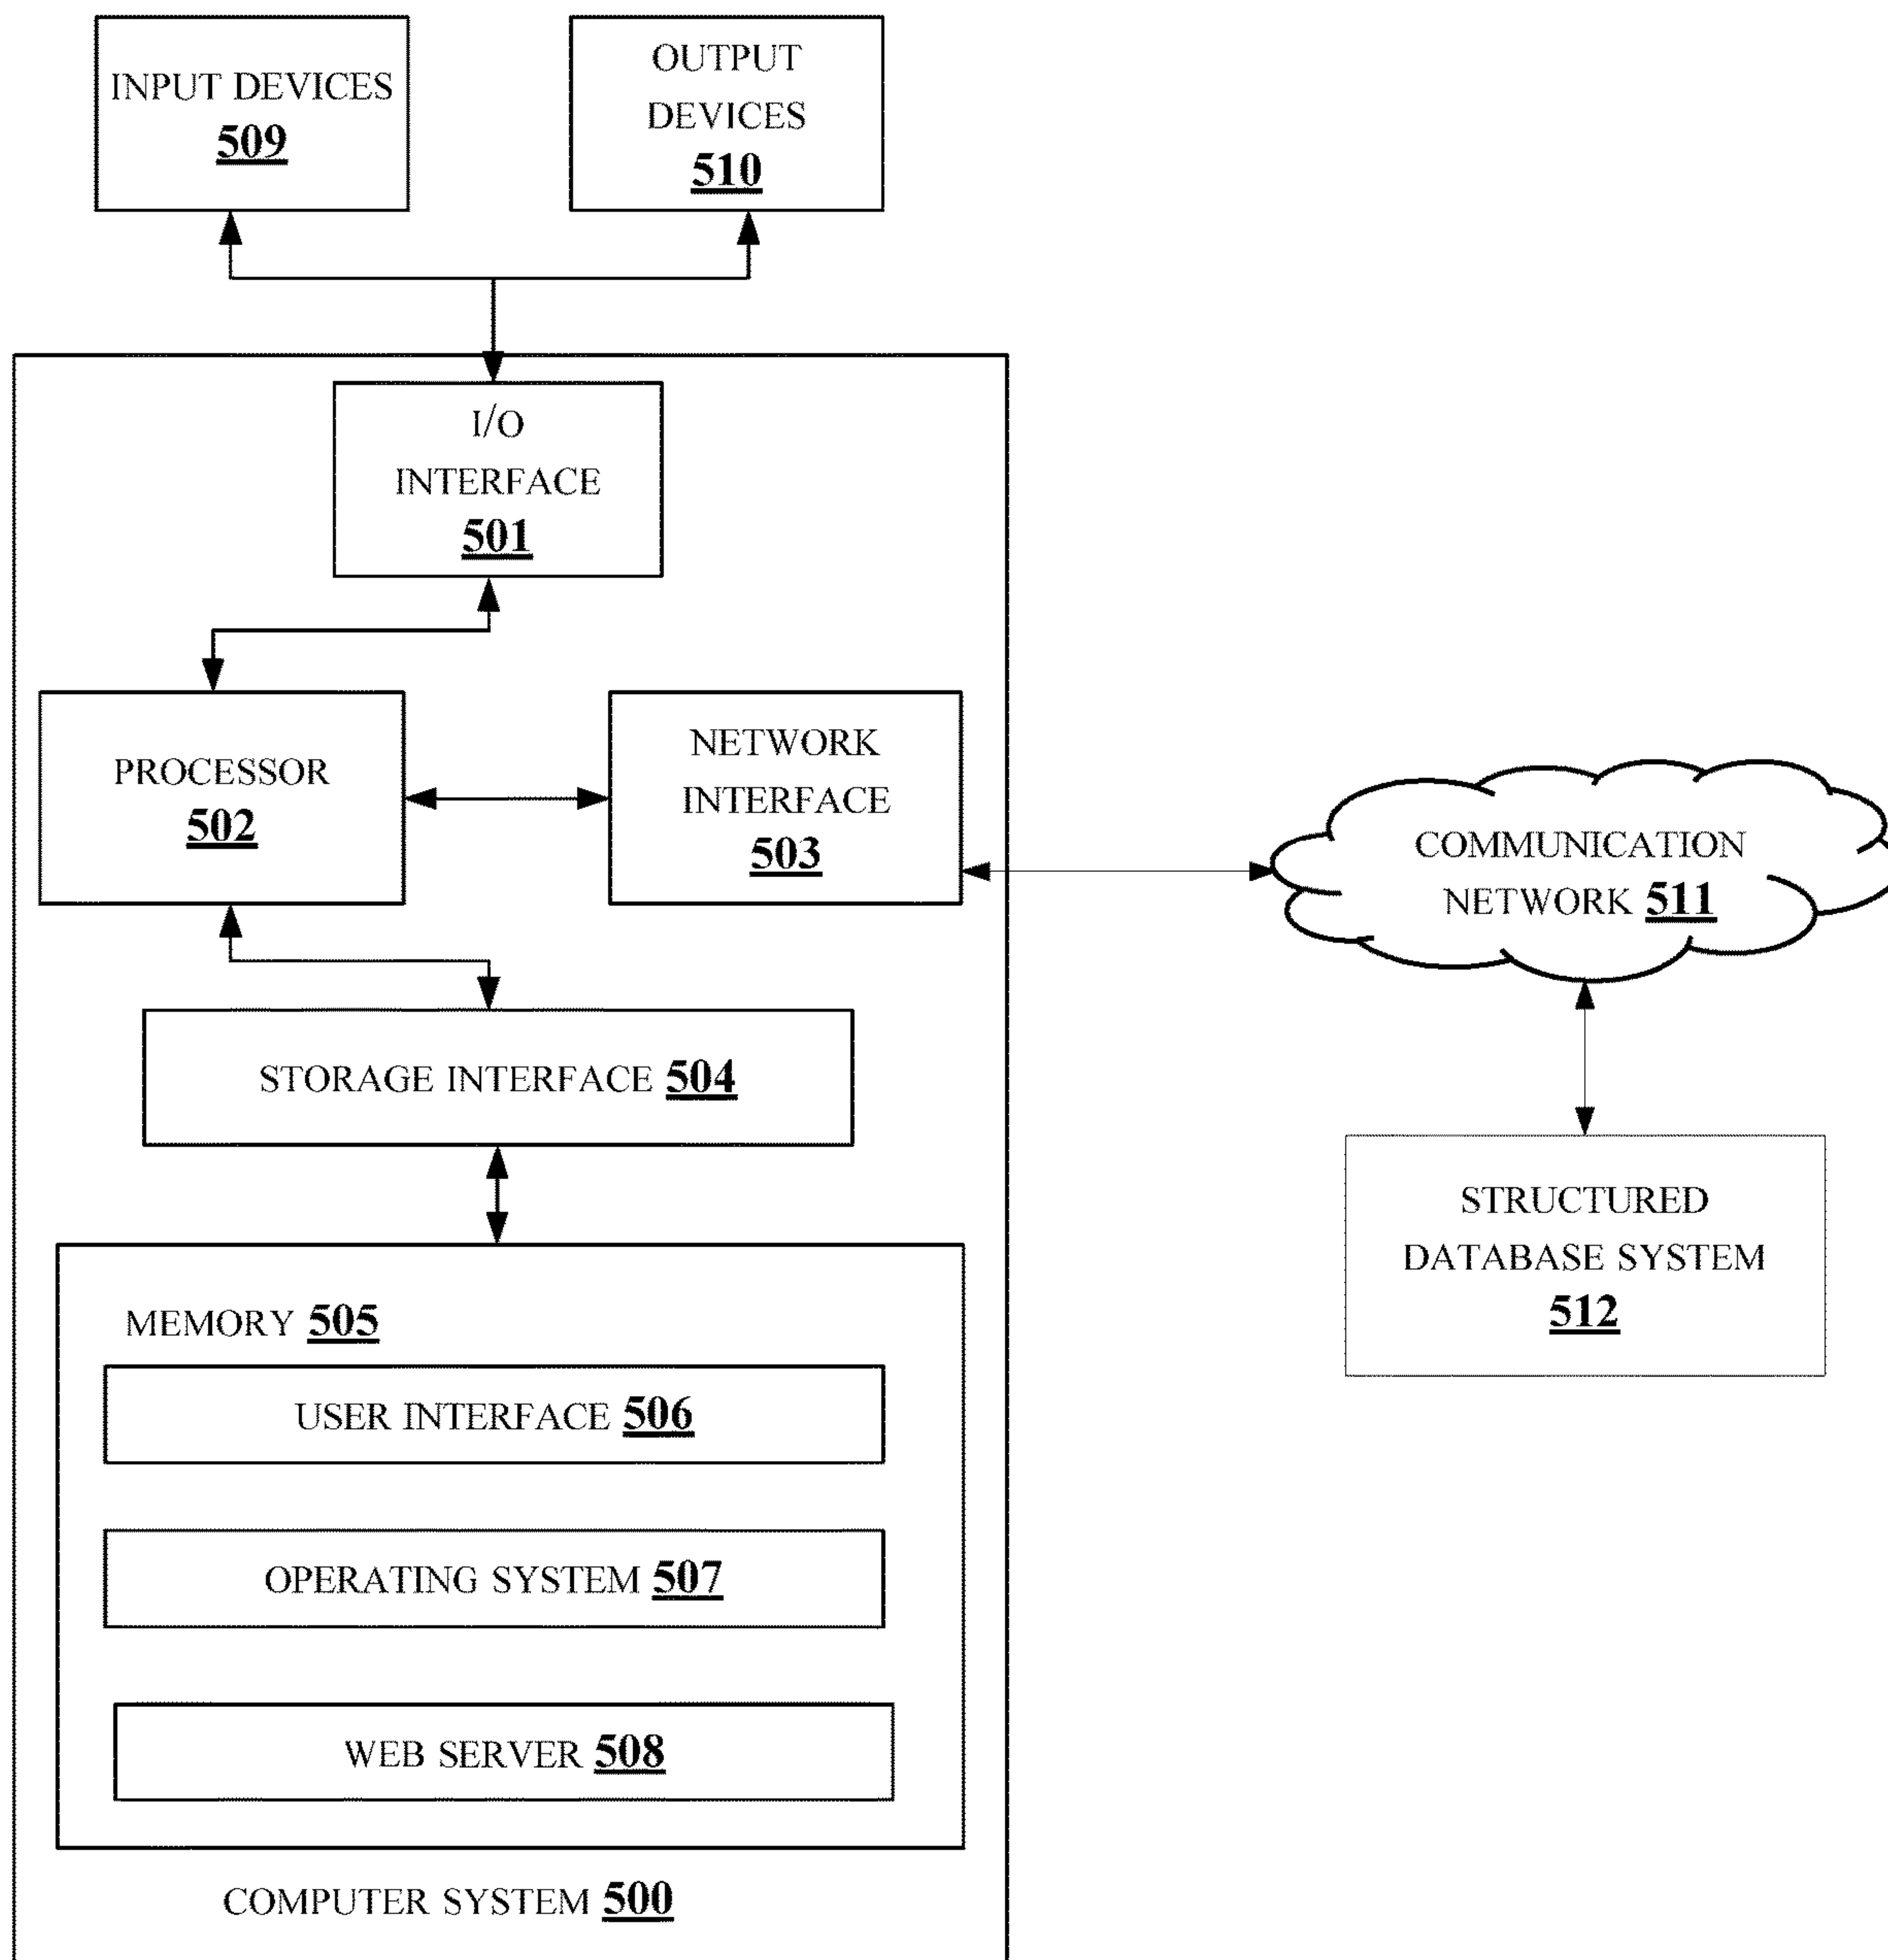 INPUT DEVICES
509
OUTPUT
DEVICES
510
I/O
INTERFACE
501
PROCESSOR
502
NETWORK
INTERFACE
503
COMMUNICATION
NETWORK 511
STORAGE INTERFACE 504
STRUCTURED
DATABASE SYSTEM
512
MEMORY 505
USER INTERFACE 506
OPERATING SYSTEM 507
WEB SERVER 508
COMPUTER SYSTEM 500